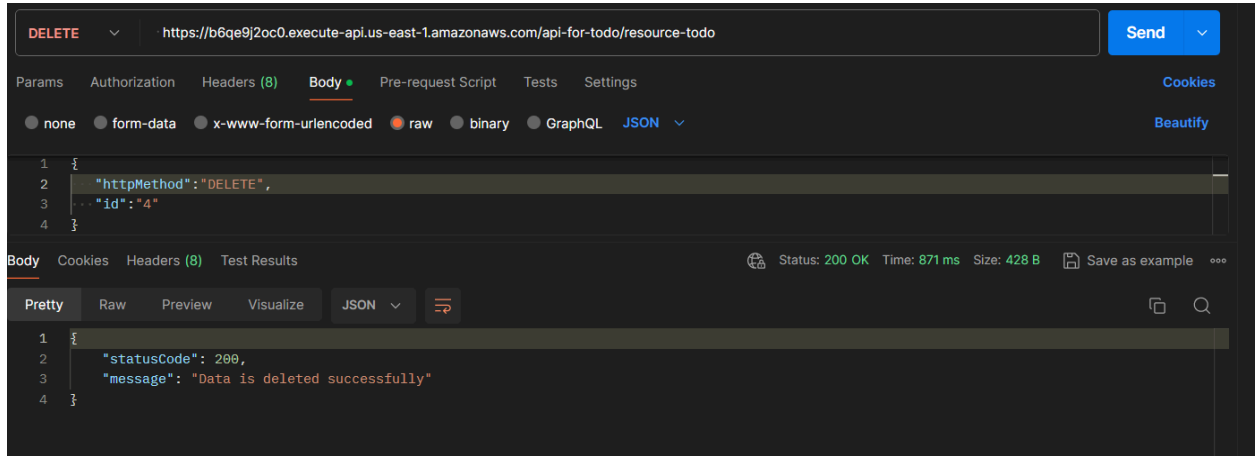 DELETE https://b6qe9j2oc0.execute-api.us-east-1.amazonaws.com/api-for-todo/resource-todo Send
Params Authorization Headers (8) Body Pre-request Script Tests Settings Cookies
none form-data x-www-form-urlencoded raw binary GraphQL JSON Beautify
1 {
2 "httpMethod":"DELETE",
3 "id":"4"
4 }
Body Cookies Headers (8) Test Results Status: 200 OK Time: 871 ms Size: 428 B Save as example
Pretty Raw Preview Visualize JSON
1 {
2 "statusCode": 200,
3 "message": "Data is deleted successfully"
4 }